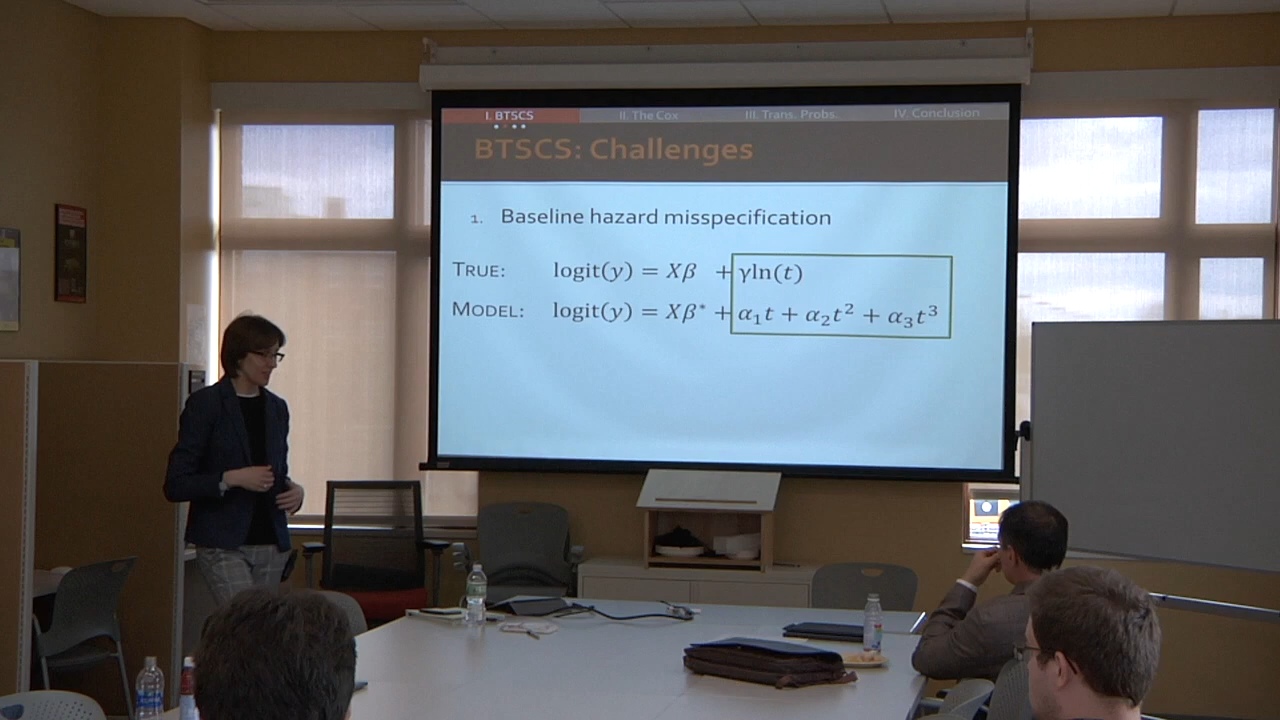 I. BTSCS II. The Cox III. Trans. Probs. IV. Conclusion
BTSCS: Challenges
1. Baseline hazard misspecification
TRUE: logit(y) = Xβ + γln(t)
MODEL: logit(y) = Xβ* + α₁t + α₂t² + α₃t³